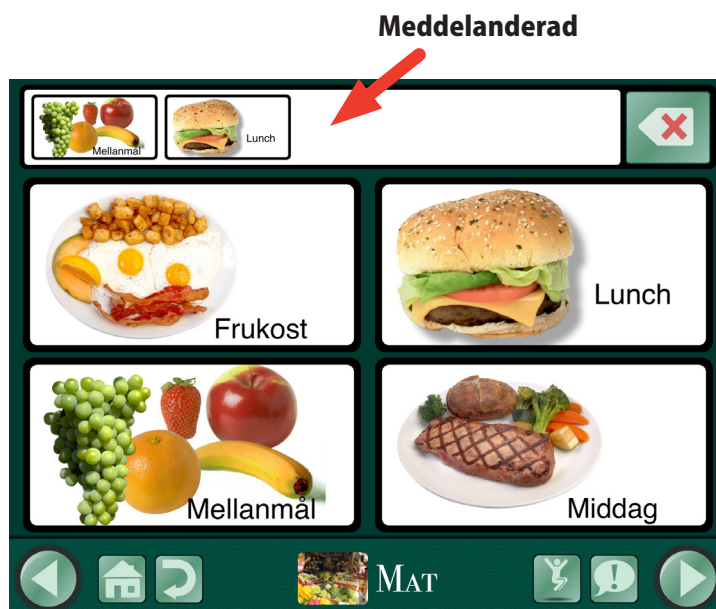 Meddelanderad
Mellanmål
Lunch
Frukost
Lunch
Mellanmål
Middag
MAT